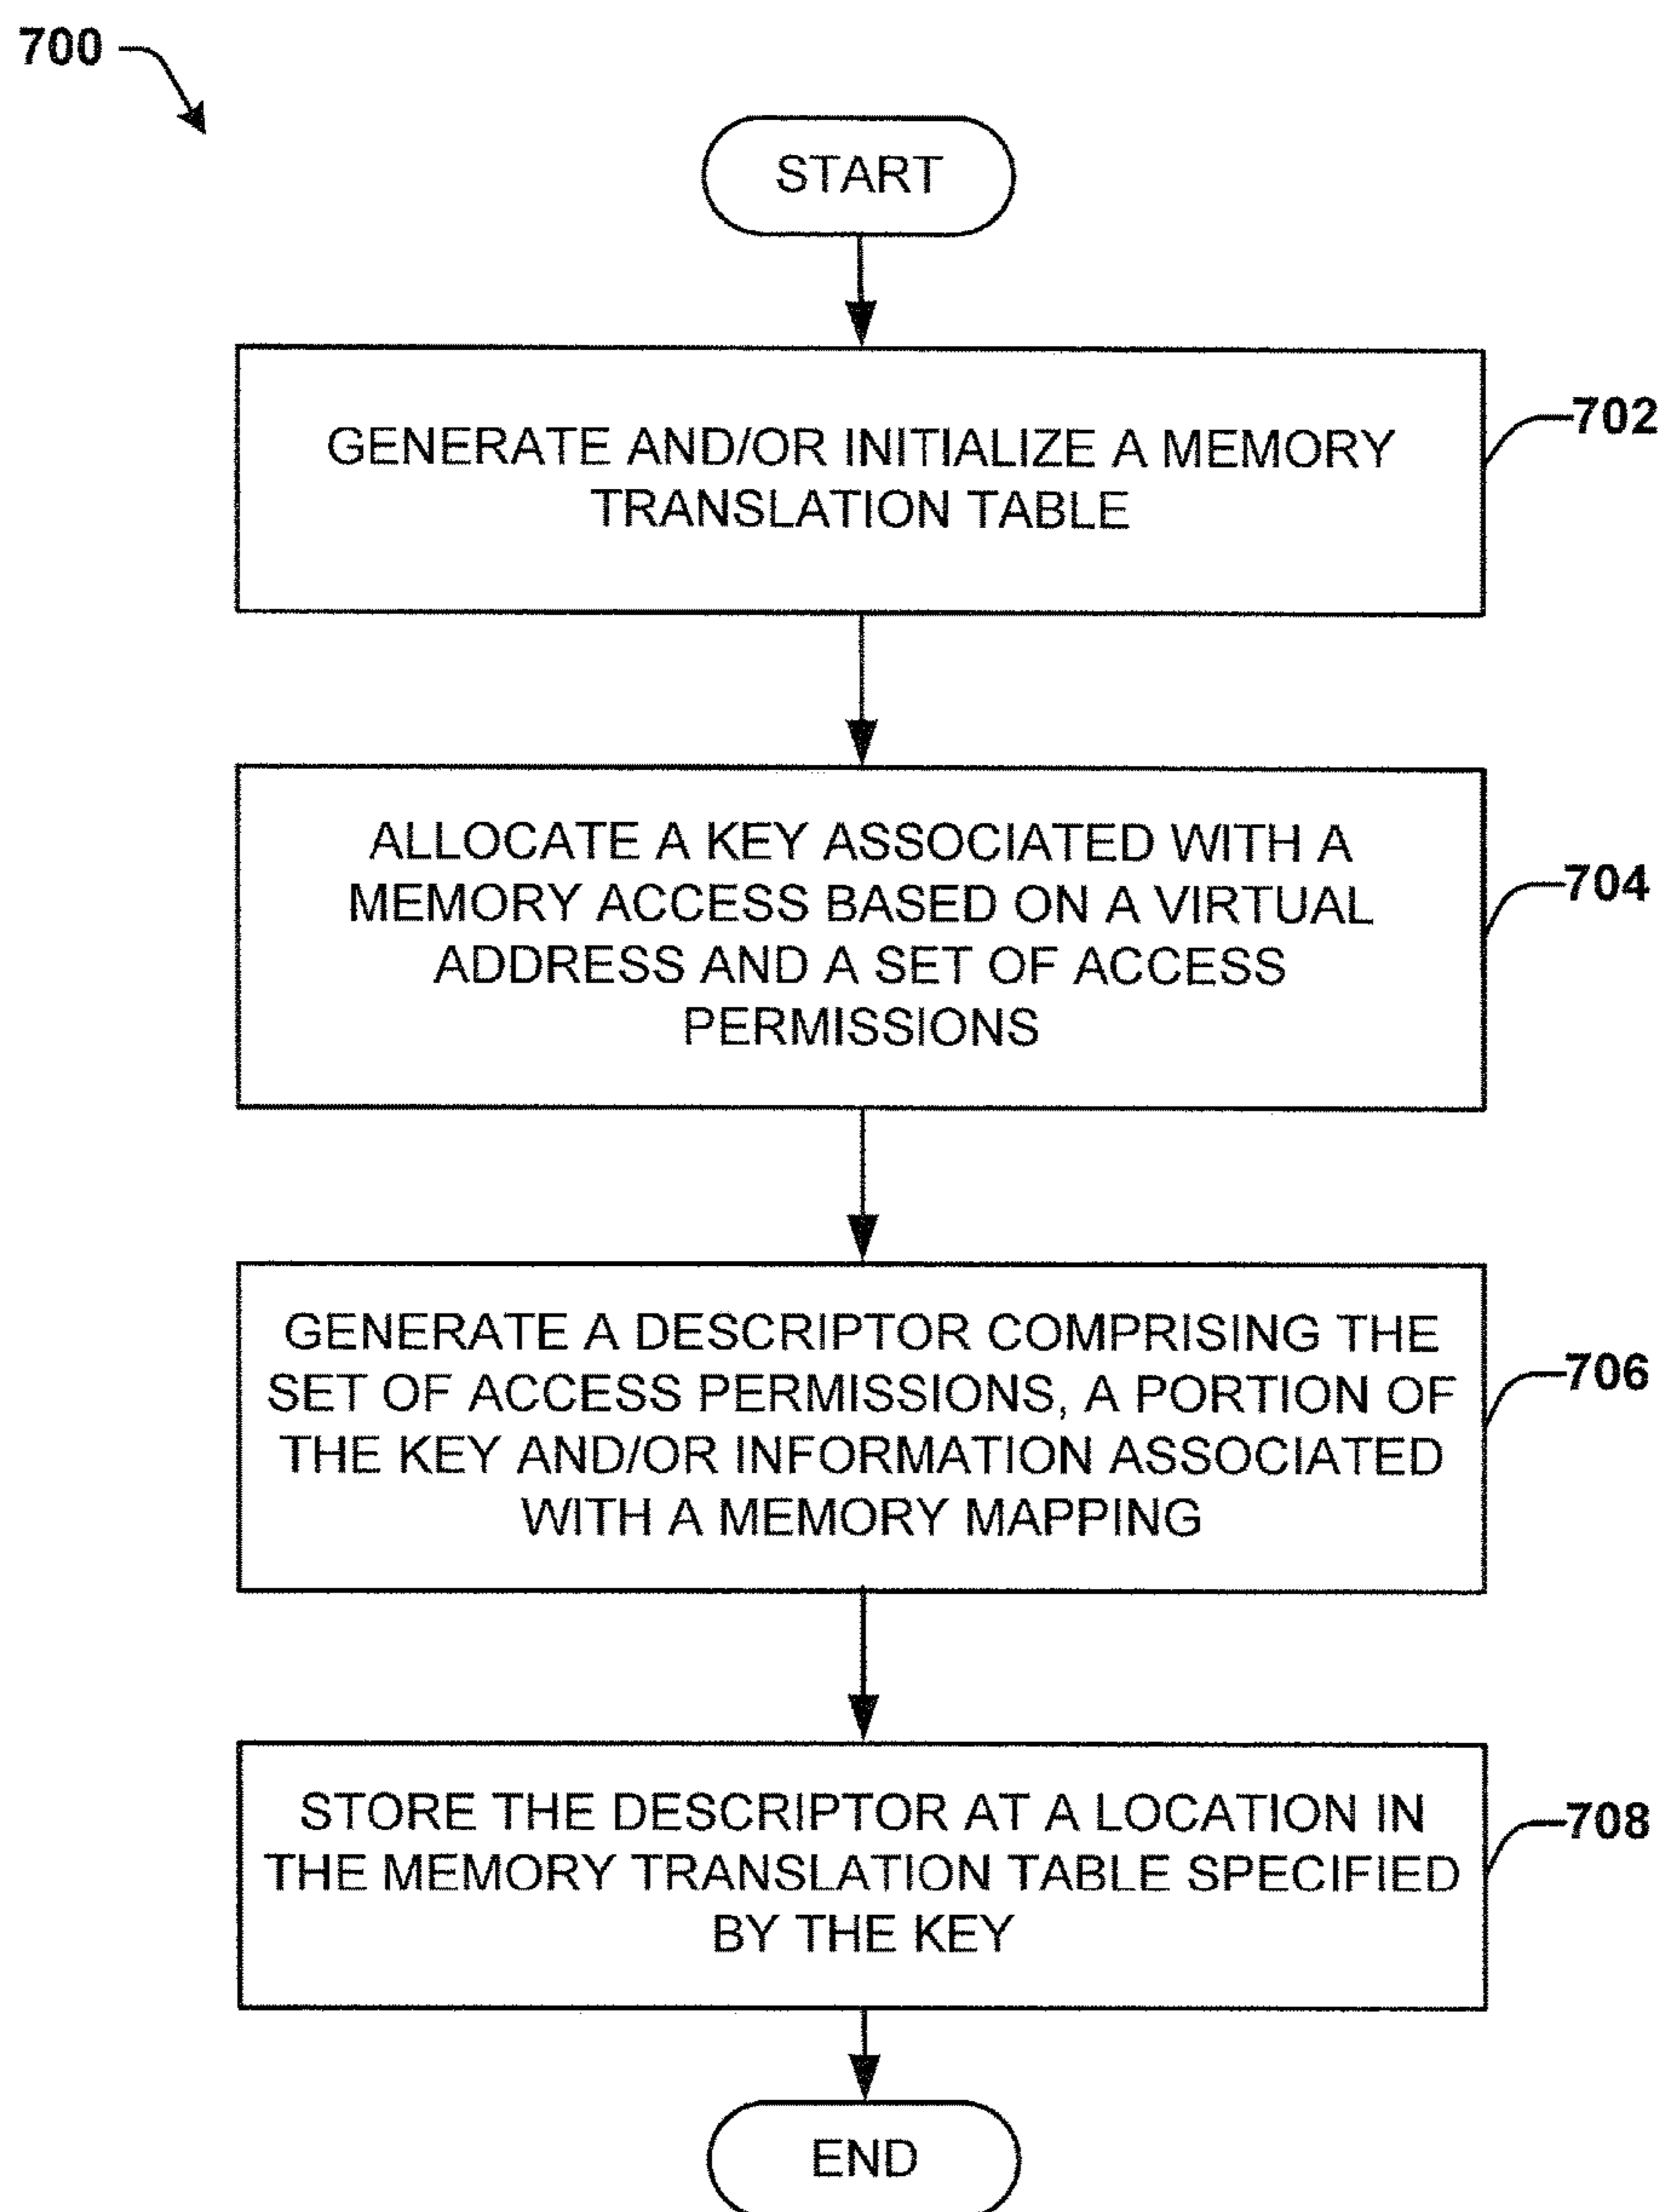 700
START
GENERATE AND/OR INITIALIZE A MEMORY
TRANSLATION TABLE
702
ALLOCATE A KEY ASSOCIATED WITH A
MEMORY ACCESS BASED ON A VIRTUAL
ADDRESS AND A SET OF ACCESS
PERMISSIONS
704
GENERATE A DESCRIPTOR COMPRISING THE
SET OF ACCESS PERMISSIONS, A PORTION OF
THE KEY AND/OR INFORMATION ASSOCIATED
WITH A MEMORY MAPPING
706
STORE THE DESCRIPTOR AT A LOCATION IN
THE MEMORY TRANSLATION TABLE SPECIFIED
BY THE KEY
708
END